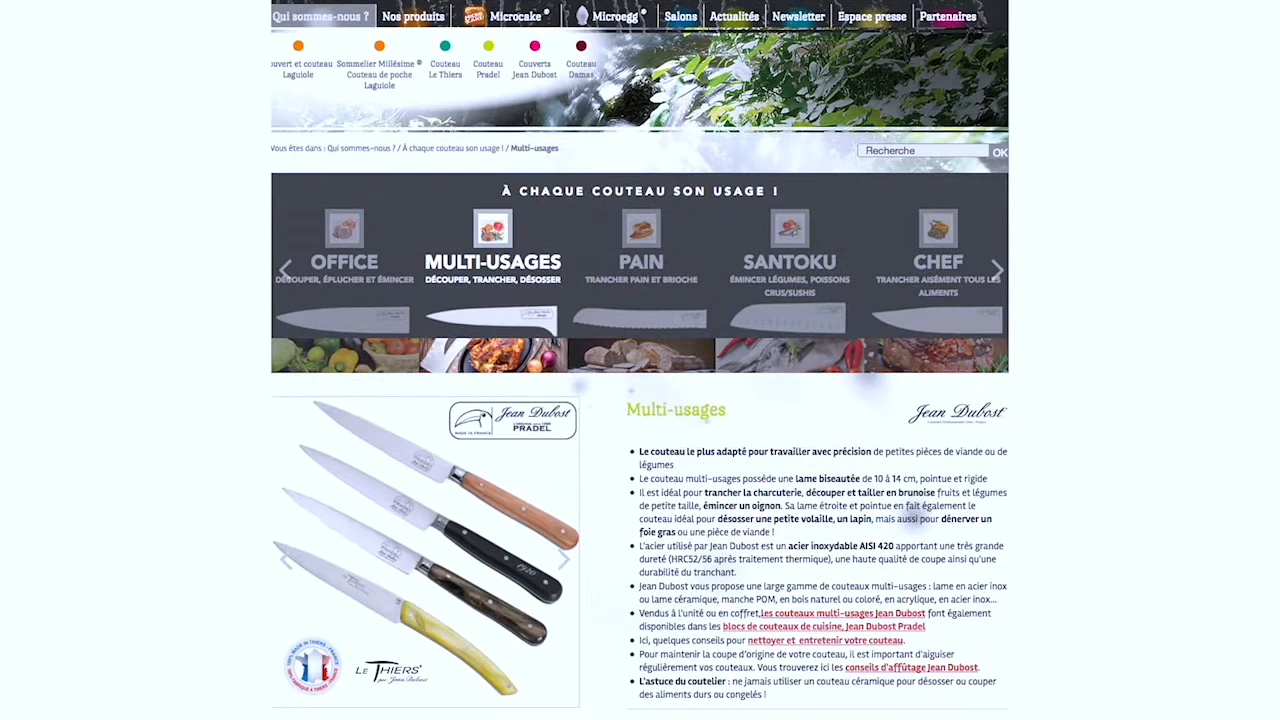 Qui sommes-nous ? Nos produits Microcake® Microegg® Salons Actualités Newsletter Espace presse Partenaires
ouvert et couteau
Laguiole
Sommelier Millésime ®
Couteau de poche
Laguiole
Couteau
Le Thiers
Couteau
Pradel
Couverts
Jean Dubost
Couteau
Damas
Vous êtes dans : Qui sommes-nous ? / À chaque couteau son usage ! / Multi-usages
Recherche OK
À CHAQUE COUTEAU SON USAGE !
OFFICE
DÉCOUPER, ÉPLUCHER ET ÉMINCER
MULTI-USAGES
DÉCOUPER, TRANCHER, DÉSOSSER
PAIN
TRANCHER PAIN ET BRIOCHE
SANTOKU
ÉMINCER LÉGUMES, POISSONS
CRUS/SUSHIS
CHEF
TRANCHER AISÉMENT TOUS LES
ALIMENTS
Jean Dubost
L'ORIGINAL depuis 1920
PRADEL
MADE IN FRANCE
1920
LE THIERS®
par Jean Dubost
Multi-usages
Jean Dubost
• Le couteau le plus adapté pour travailler avec précision de petites pièces de viande ou de
légumes
• Le couteau multi-usages possède une lame biseautée de 10 à 14 cm, pointue et rigide
• Il est idéal pour trancher la charcuterie, découper et tailler en brunoise fruits et légumes
de petite taille, émincer un oignon. Sa lame étroite et pointue en fait également le
couteau idéal pour désosser une petite volaille, un lapin, mais aussi pour dénerver un
foie gras ou une pièce de viande !
• L'acier utilisé par Jean Dubost est un acier inoxydable AISI 420 apportant une très grande
dureté (HRC52/56 après traitement thermique), une haute qualité de coupe ainsi qu'une
durabilité du tranchant.
• Jean Dubost vous propose une large gamme de couteaux multi-usages : lame en acier inox
ou lame céramique, manche POM, en bois naturel ou coloré, en acrylique, en acier inox...
• Vendus à l'unité ou en coffret,les couteaux multi-usages Jean Dubost font également
disponibles dans les blocs de couteaux de cuisine, Jean Dubost Pradel
• Ici, quelques conseils pour nettoyer et entretenir votre couteau.
• Pour maintenir la coupe d'origine de votre couteau, il est important d'aiguiser
régulièrement vos couteaux. Vous trouverez ici les conseils d'affûtage Jean Dubost.
• L'astuce du coutelier : ne jamais utiliser un couteau céramique pour désosser ou couper
des aliments durs ou congelés !